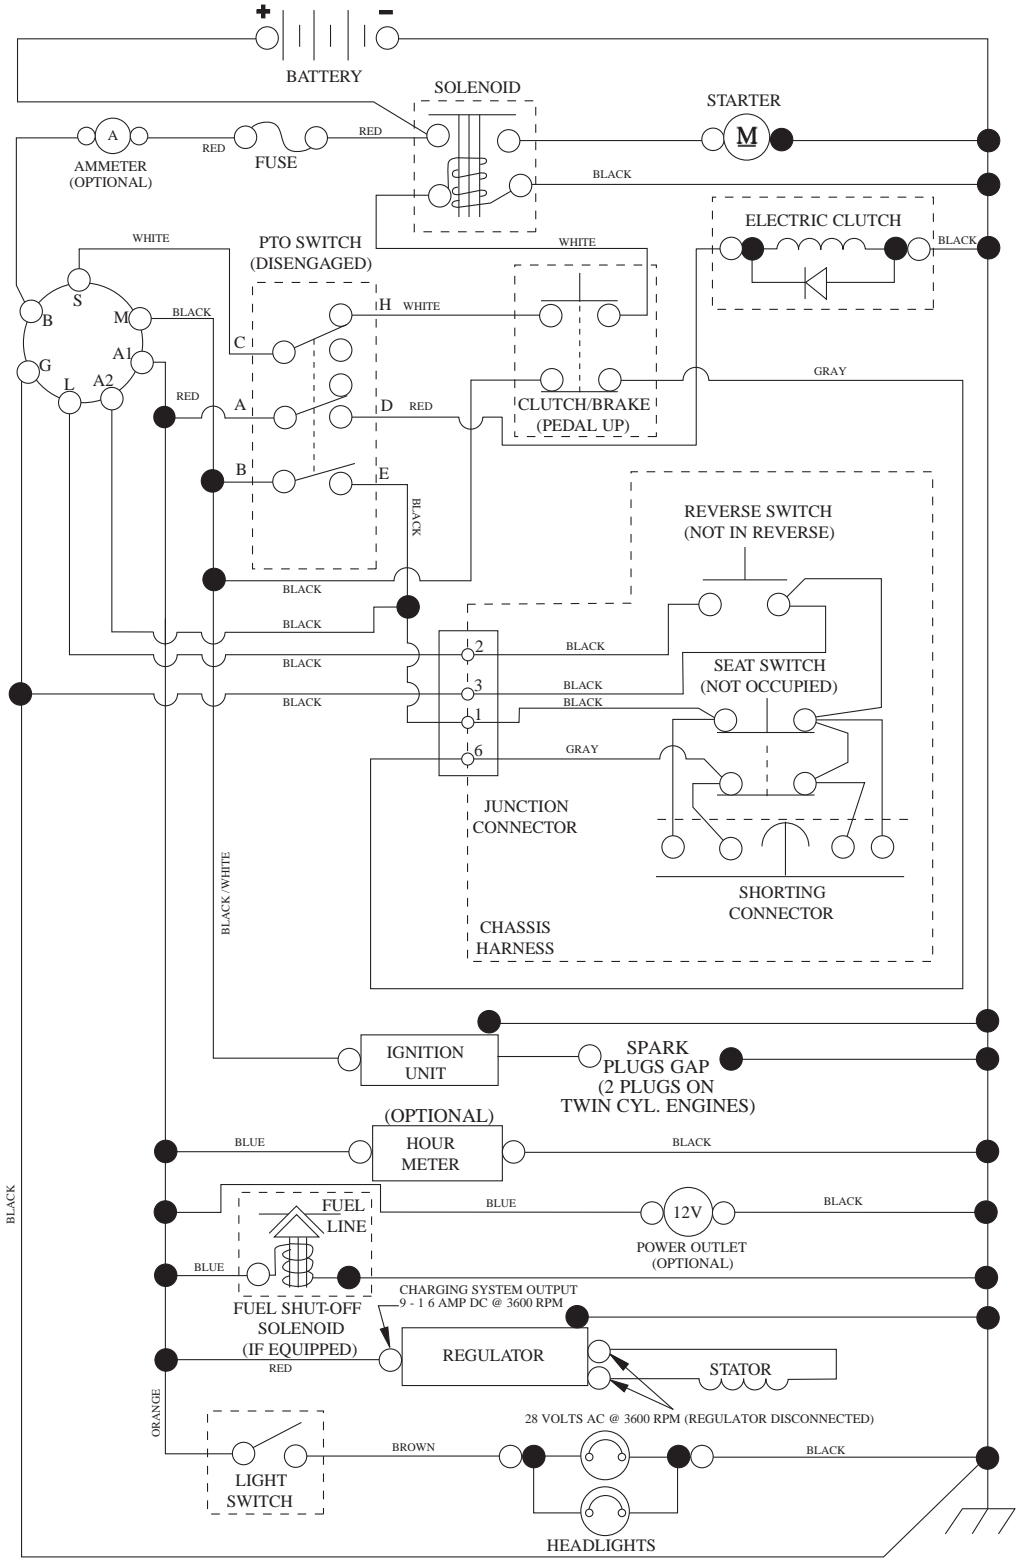 + -
BATTERY
SOLENOID
STARTER
A
RED
FUSE
RED
M
AMMETER
(OPTIONAL)
BLACK
ELECTRIC CLUTCH
WHITE
PTO SWITCH
(DISENGAGED)
WHITE
BLACK
S
B
M
BLACK
H
WHITE
C
A1
G
L
A2
RED
A
D
RED
CLUTCH/BRAKE
(PEDAL UP)
GRAY
B
E
BLACK
REVERSE SWITCH
(NOT IN REVERSE)
BLACK
BLACK
2
BLACK
BLACK
SEAT SWITCH
(NOT OCCUPIED)
3
BLACK
BLACK
BLACK
1
6
GRAY
JUNCTION
CONNECTOR
BLACK / WHITE
SHORTING
CONNECTOR
CHASSIS
HARNESS
IGNITION
UNIT
SPARK
PLUGS GAP
(2 PLUGS ON
TWIN CYL. ENGINES)
(OPTIONAL)
HOUR
METER
BLUE
BLACK
BLACK
FUEL
LINE
BLUE
12V
BLACK
POWER OUTLET
(OPTIONAL)
BLUE
CHARGING SYSTEM OUTPUT
9 - 1 6 AMP DC @ 3600 RPM
FUEL SHUT-OFF
SOLENOID
(IF EQUIPPED)
RED
REGULATOR
STATOR
ORANGE
28 VOLTS AC @ 3600 RPM (REGULATOR DISCONNECTED)
BROWN
BLACK
LIGHT
SWITCH
HEADLIGHTS